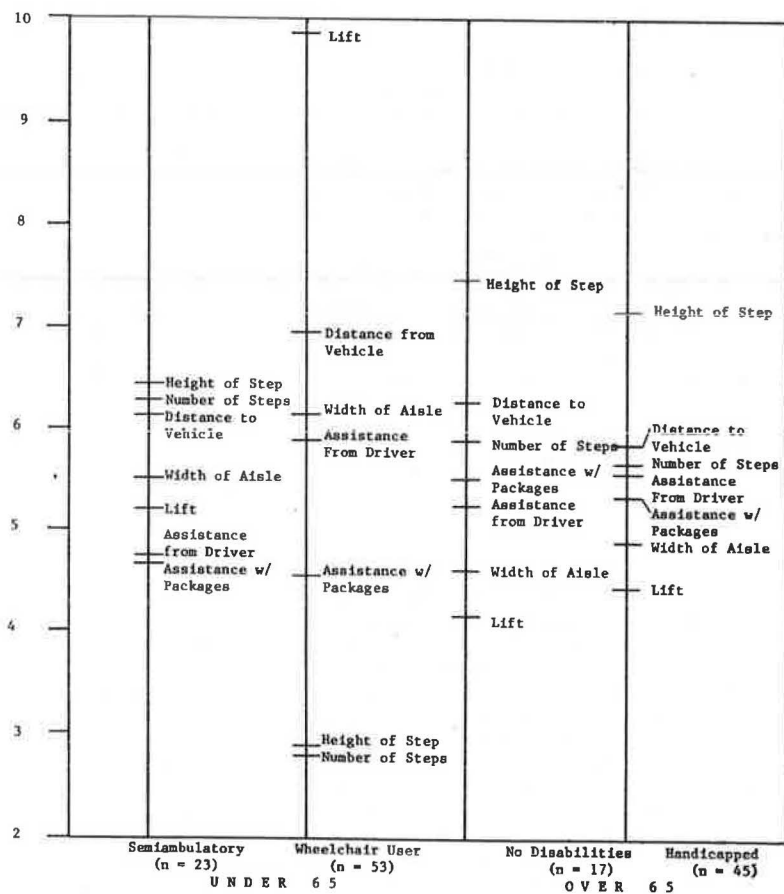 10
9
8
7
6
5
4
3
2
Height of Step
Number of Steps
Distance to
Vehicle
Width of Aisle
Lift
Assistance
from Driver
Assistance w/
Packages
Lift
Distance from
Vehicle
Width of Aisle
Assistance
From Driver
Assistance w/
Packages
Height of Step
Number of Steps
Height of Step
Distance to
Vehicle
Number of Steps
Assistance w/
Packages
Assistance
from Driver
Width of Aisle
Lift
Height of Step
Distance to
Vehicle
Number of Steps
Assistance
From Driver
Assistance w/
Packages
Width of Aisle
Lift
Semiambulatory
(n = 23)
Wheelchair User
(n = 53)
No Disabilities
(n = 17)
Handicapped
(n = 45)
UNDER 65
OVER 65